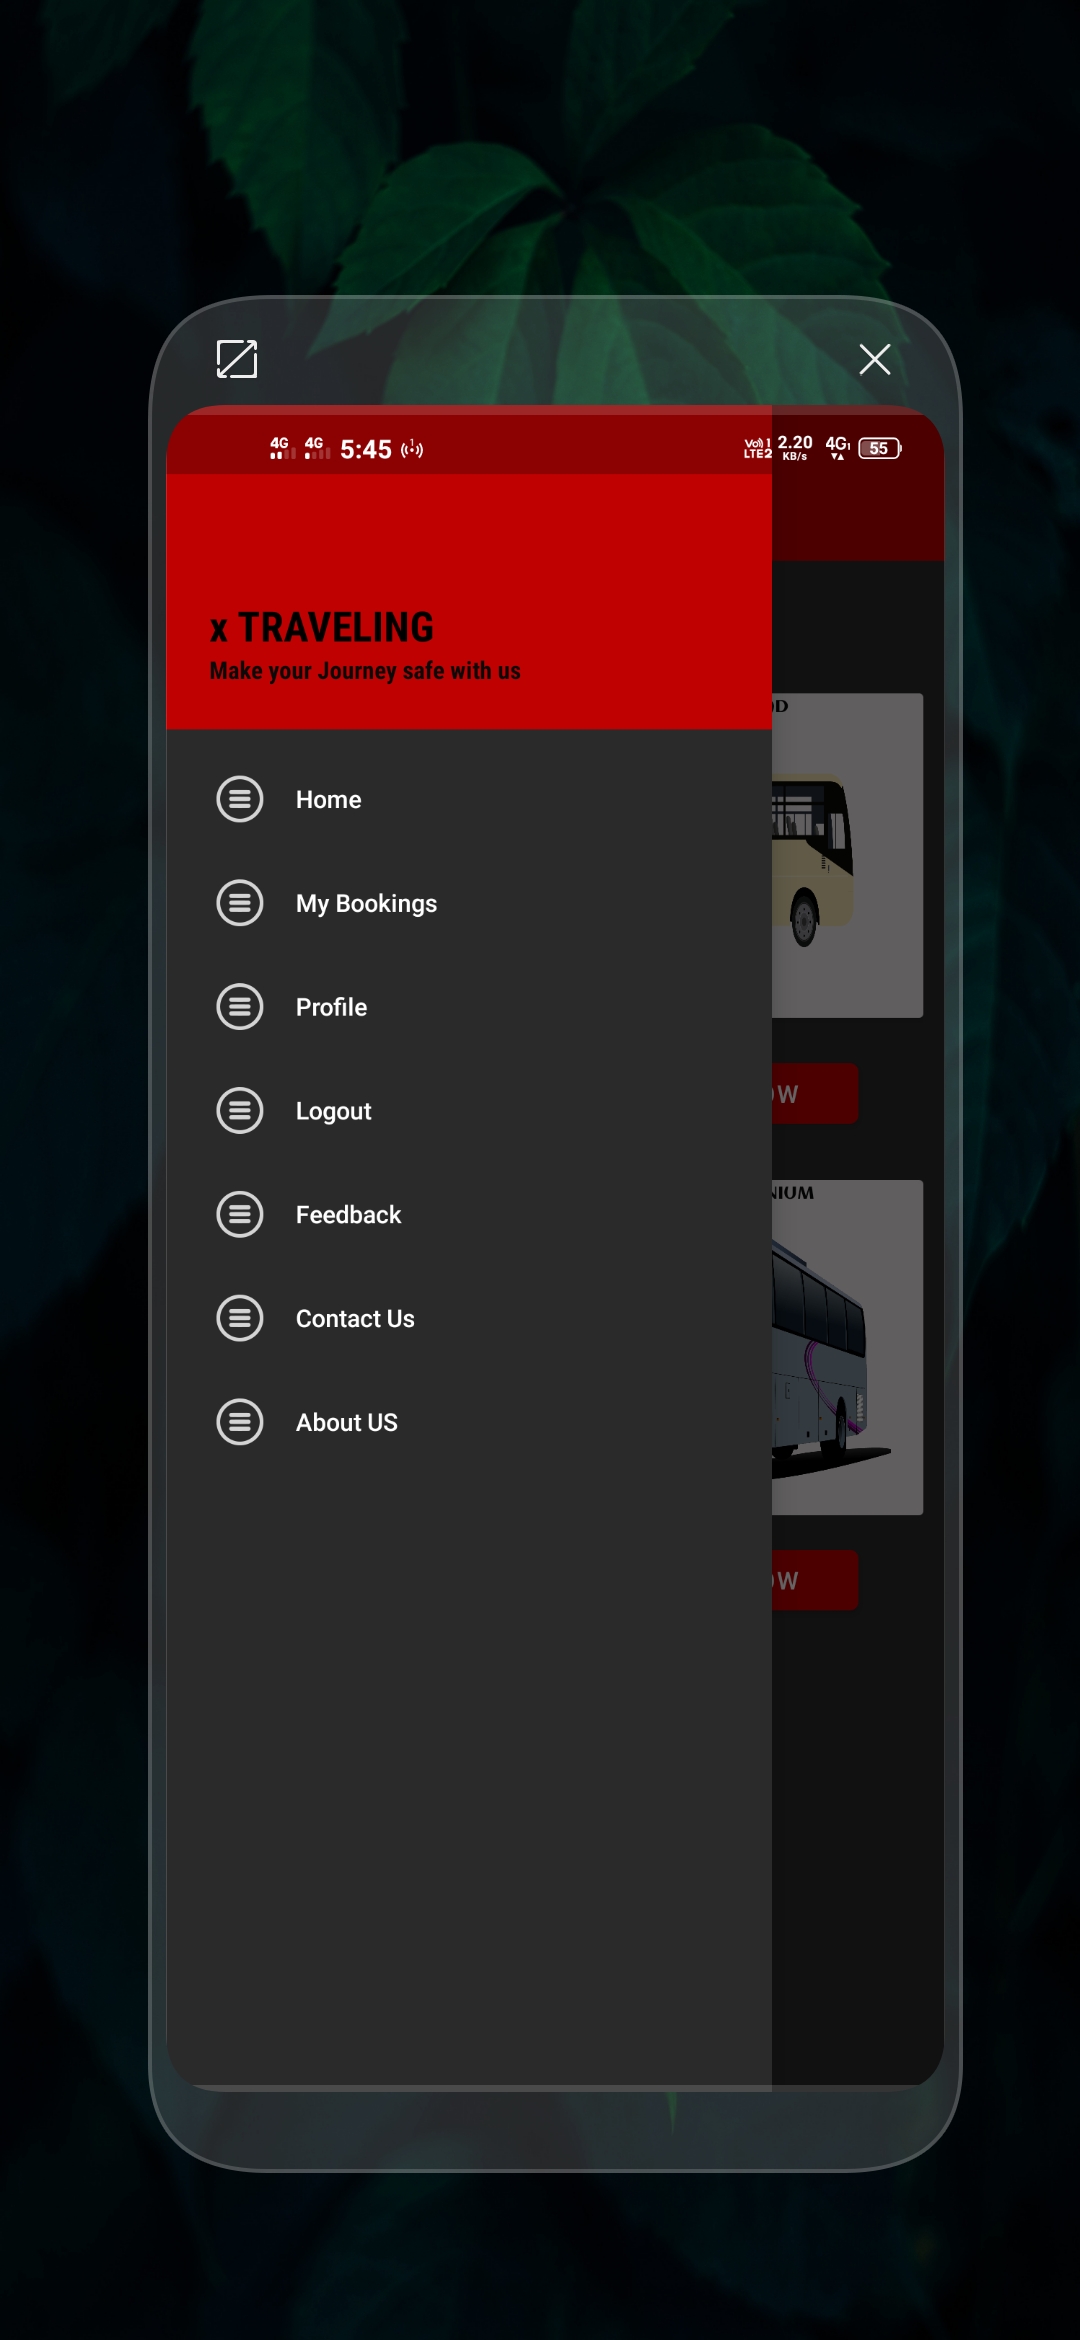 4G 4G 5:45 Vo)) 1 LTE2 2.20 KB/s 4G 55
x TRAVELING
Make your Journey safe with us
Home
My Bookings
Profile
Logout
Feedback
Contact Us
About US